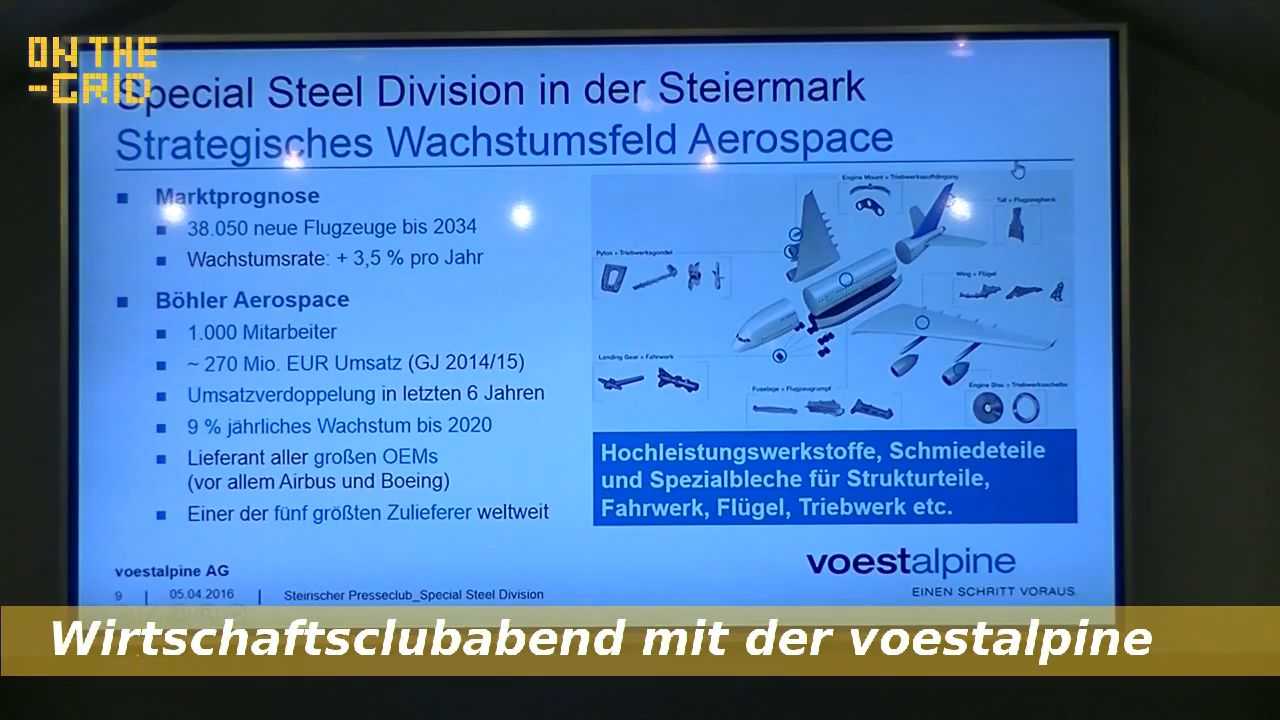 ON THE
-GRID
Special Steel Division in der Steiermark
Strategisches Wachstumsfeld Aerospace
Marktprognose
38.050 neue Flugzeuge bis 2034
Wachstumsrate: + 3,5 % pro Jahr
Böhler Aerospace
1.000 Mitarbeiter
~ 270 Mio. EUR Umsatz (GJ 2014/15)
Umsatzverdoppelung in letzten 6 Jahren
9 % jährliches Wachstum bis 2020
Lieferant aller großen OEMs
(vor allem Airbus und Boeing)
Einer der fünf größten Zulieferer weltweit
Engine Mount = Triebwerksaufhängung
Tail = Flugzeugheck
Pylon = Triebwerksgondel
Wing = Flügel
Landing Gear = Fahrwerk
Fuselage = Flugzeugrumpf
Engine Disc = Triebwerksscheibe
Hochleistungswerkstoffe, Schmiedeteile
und Spezialbleche für Strukturteile,
Fahrwerk, Flügel, Triebwerk etc.
voestalpine
EINEN SCHRITT VORAUS.
voestalpine AG
9 | 05.04.2016 | Steirischer Presseclub_Special Steel Division
Wirtschaftsclubabend mit der voestalpine